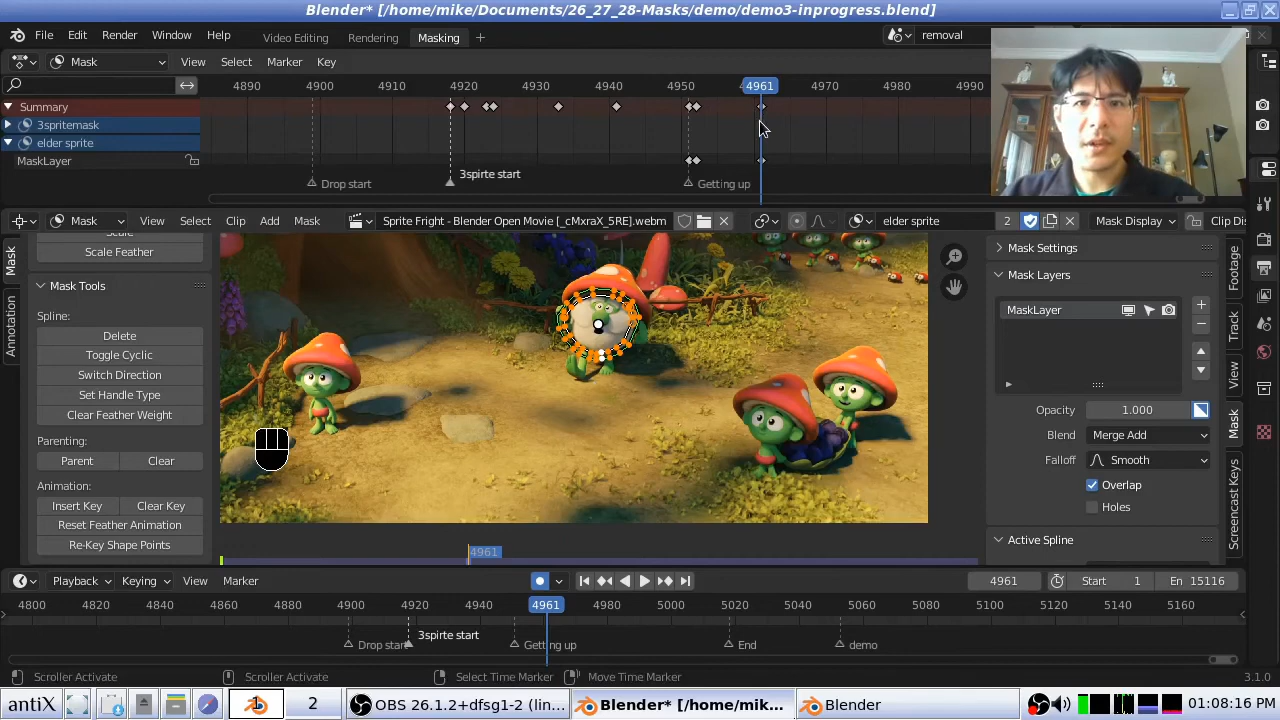 Blender* [/home/mike/Documents/26_27_28-Masks/demo/demo3-inprogress.blend]
File Edit Render Window Help Video Editing Rendering Masking removal
Mask View Select Marker Key
4890 4900 4910 4920 4930 4940 4950 4961 4970 4980 4990
Summary
3spritemask
elder sprite
MaskLayer
3spirte start
Drop start Getting up
Mask View Select Clip Add Mask Sprite Fright - Blender Open Movie [_cMxraX_5RE].webm elder sprite 2 Mask Display Clip Dis
Scale
Scale Feather
Mask Tools
Spline:
Delete
Toggle Cyclic
Switch Direction
Set Handle Type
Clear Feather Weight
Parenting:
Parent Clear
Animation:
Insert Key Clear Key
Reset Feather Animation
Re-Key Shape Points
Mask
Annotation
4961
Mask Settings
Mask Layers
MaskLayer
Opacity 1.000
Blend Merge Add
Falloff Smooth
Overlap
Holes
Active Spline
Footage
Track
View
Mask
Screencast Keys
Playback Keying View Marker 4961 Start 1 En 15116
4800 4820 4840 4860 4880 4900 4920 4940 4961 4980 5000 5020 5040 5060 5080 5100 5120 5140 5160
3spirte start
Drop start Getting up End demo
Scroller Activate Scroller Activate Select Time Marker Move Time Marker 3.1.0
antiX 1 2 OBS 26.1.2+dfsg1-2 (lin... Blender* [/home/mik... Blender 01:08:16 PM